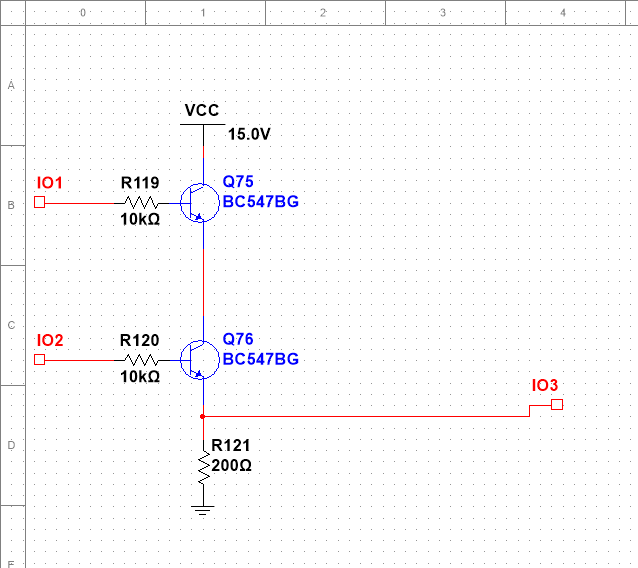 0 1 2 3 4
A
VCC
15.0V
IO1 R119 Q75
B BC547BG
10kΩ
C
IO2 R120 Q76
BC547BG
10kΩ
IO3
D R121
200Ω
E